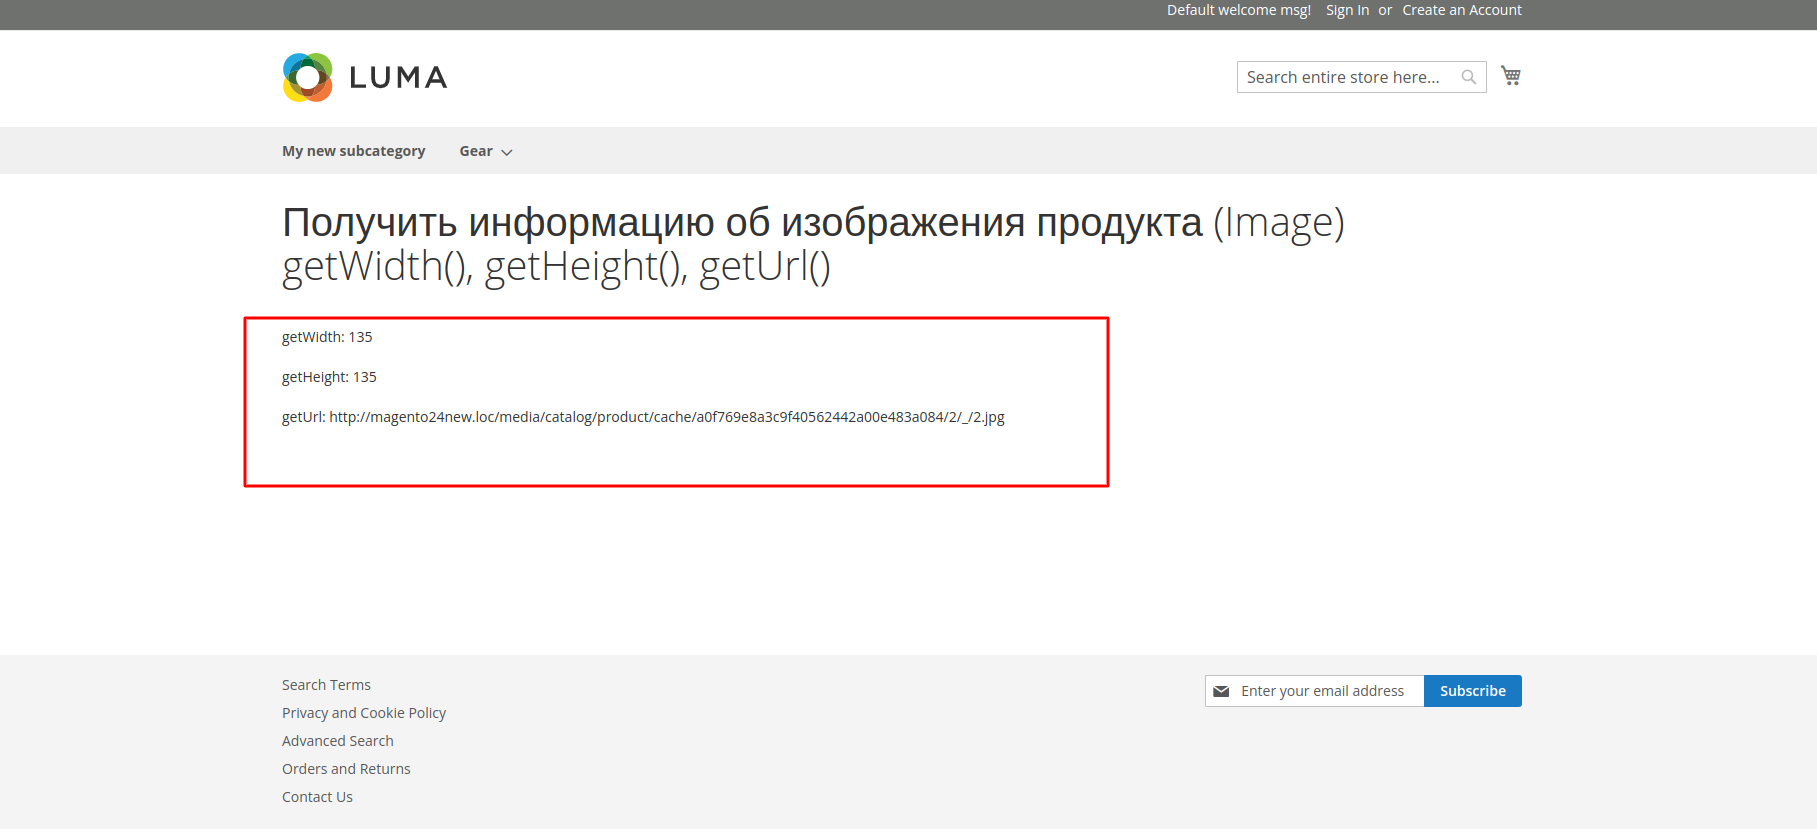 Default welcome msg! Sign In or Create an Account
LUMA
Search entire store here...
My new subcategory Gear
Получить информацию об изображения продукта (Image)
getWidth(), getHeight(), getUrl()
getWidth: 135
getHeight: 135
getUrl: http://magento24new.loc/media/catalog/product/cache/a0f769e8a3c9f40562442a00e483a084/2/_/2.jpg
Search Terms
Privacy and Cookie Policy
Advanced Search
Orders and Returns
Contact Us
Enter your email address Subscribe